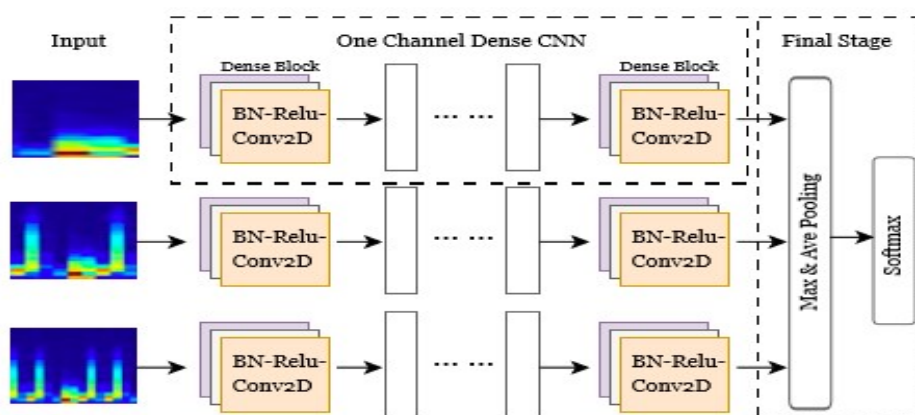 Input
One Channel Dense CNN
Final Stage
Dense Block
Dense Block
BN-Relu-
Conv2D
... ...
BN-Relu-
Conv2D
BN-Relu-
Conv2D
... ...
BN-Relu-
Conv2D
BN-Relu-
Conv2D
... ...
BN-Relu-
Conv2D
Max & Ave Pooling
Softmax